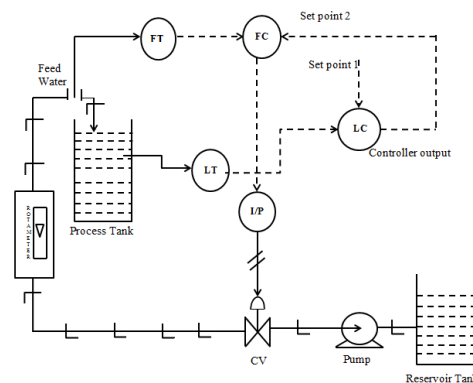 Set point 2
FT
FC
Feed
Water
Set point 1
LC
LT
Controller output
ROTAMETER
I/P
Process Tank
CV
Pump
Reservoir Tank